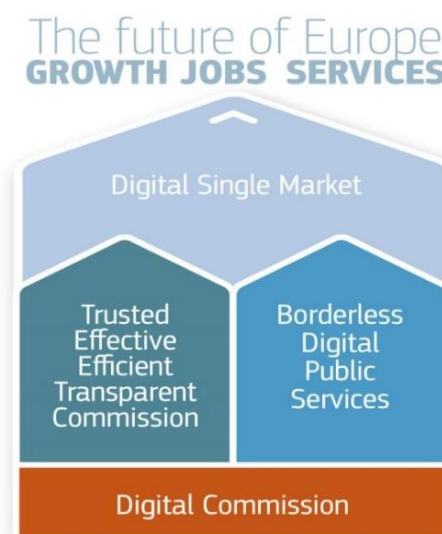 The future of Europe
GROWTH JOBS SERVICES
Digital Single Market
Trusted
Effective
Efficient
Transparent
Commission
Borderless
Digital
Public
Services
Digital Commission